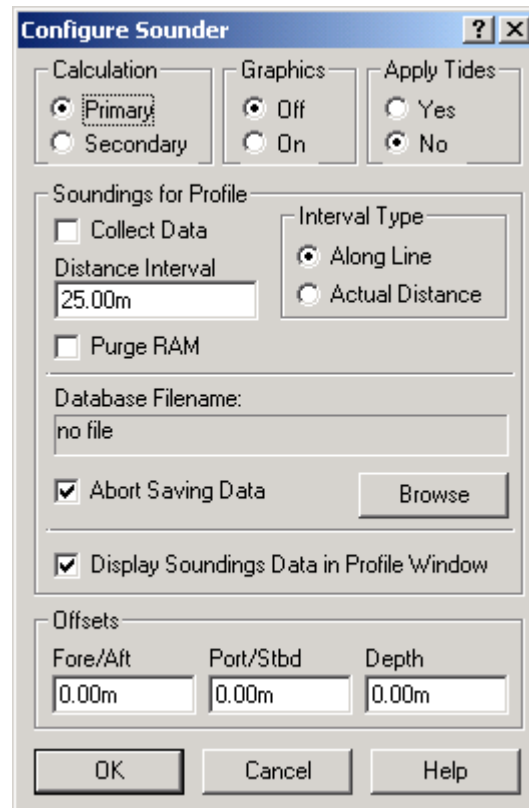 Configure Sounder
Calculation
Primary
Secondary
Graphics
Off
On
Apply Tides
Yes
No
Soundings for Profile
Collect Data
Distance Interval
25.00m
Purge RAM
Interval Type
Along Line
Actual Distance
Database Filename:
no file
Abort Saving Data
Browse
Display Soundings Data in Profile Window
Offsets
Fore/Aft
Port/Stbd
Depth
0.00m
0.00m
0.00m
OK
Cancel
Help